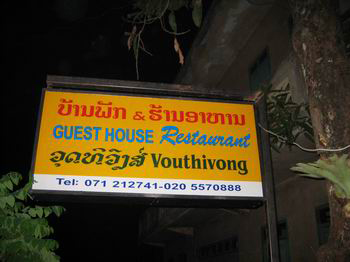 ບ້ານພັກ & ຮ້ານອາຫານ
GUEST HOUSE Restaurant
ວຸດທິວົງສ໌ Vouthivong
Tel: 071 212741-020 5570888